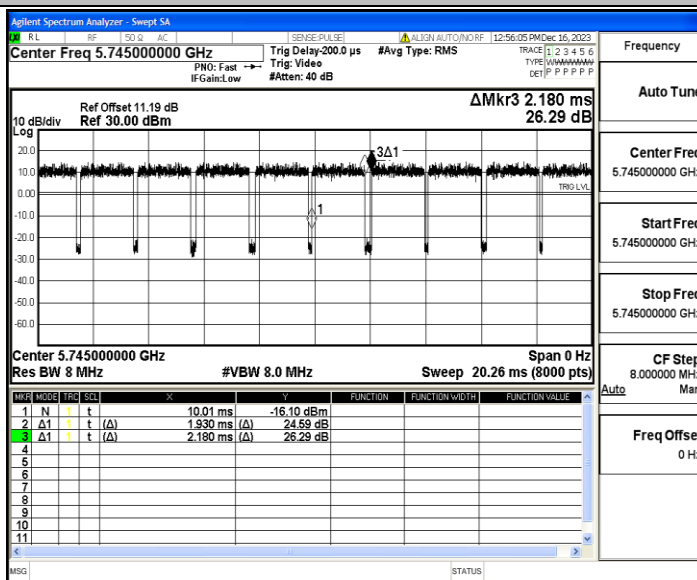 Agilent Spectrum Analyzer - Swept SA
RL RF 50 Ω AC SENSE:PULSE ALIGN AUTO/NO RF 12:56:05 PM Dec 16, 2023
Center Freq 5.745000000 GHz
PNO: Fast
IFGain:Low
Trig Delay-200.0 µs
Trig: Video
#Atten: 40 dB
#Avg Type: RMS
TRACE 1 2 3 4 5 6
TYPE
DET P P P P P P
ΔMkr3 2.180 ms
26.29 dB
Ref Offset 11.19 dB
10 dB/div Ref 30.00 dBm
Log
20.0
10.0
0.00
-10.0
-20.0
-30.0
-40.0
-50.0
-60.0
3Δ1
TRIG LVL
1
Center 5.745000000 GHz Span 0 Hz
Res BW 8 MHz #VBW 8.0 MHz Sweep 20.26 ms (8000 pts)
MKR MODE TRC SCL X Y FUNCTION FUNCTION WIDTH FUNCTION VALUE
1 N 1 t 10.01 ms -16.10 dBm
2 Δ1 1 t (Δ) 1.930 ms (Δ) 24.59 dB
3 Δ1 1 t (Δ) 2.180 ms (Δ) 26.29 dB
4
5
6
7
8
9
10
11
MSG STATUS
Frequency
Auto Tune
Center Freq
5.745000000 GHz
Start Freq
5.745000000 GHz
Stop Freq
5.745000000 GHz
CF Step
8.000000 MHz
Auto Man
Freq Offset
0 Hz